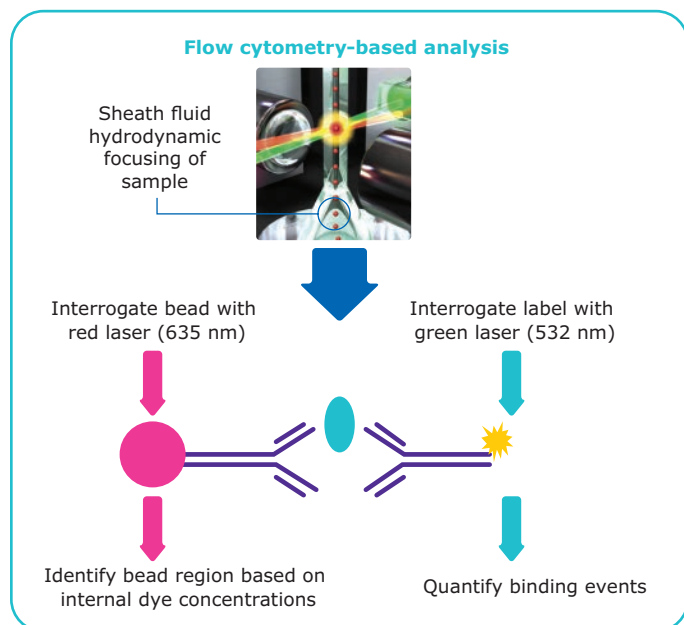 Flow cytometry-based analysis
Sheath fluid
hydrodynamic
focusing of
sample
Interrogate bead with
red laser (635 nm)
Interrogate label with
green laser (532 nm)
Identify bead region based on
internal dye concentrations
Quantify binding events